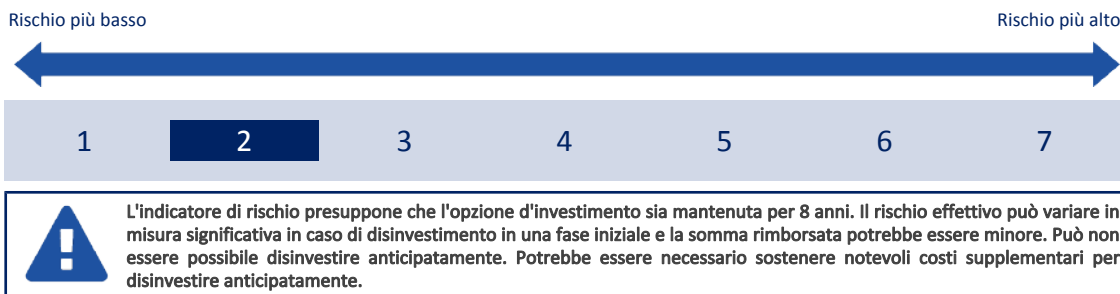 Rischio più basso Rischio più alto
1 2 3 4 5 6 7
L'indicatore di rischio presuppone che l'opzione d'investimento sia mantenuta per 8 anni. Il rischio effettivo può variare in
misura significativa in caso di disinvestimento in una fase iniziale e la somma rimborsata potrebbe essere minore. Può non
essere possibile disinvestire anticipatamente. Potrebbe essere necessario sostenere notevoli costi supplementari per
disinvestire anticipatamente.